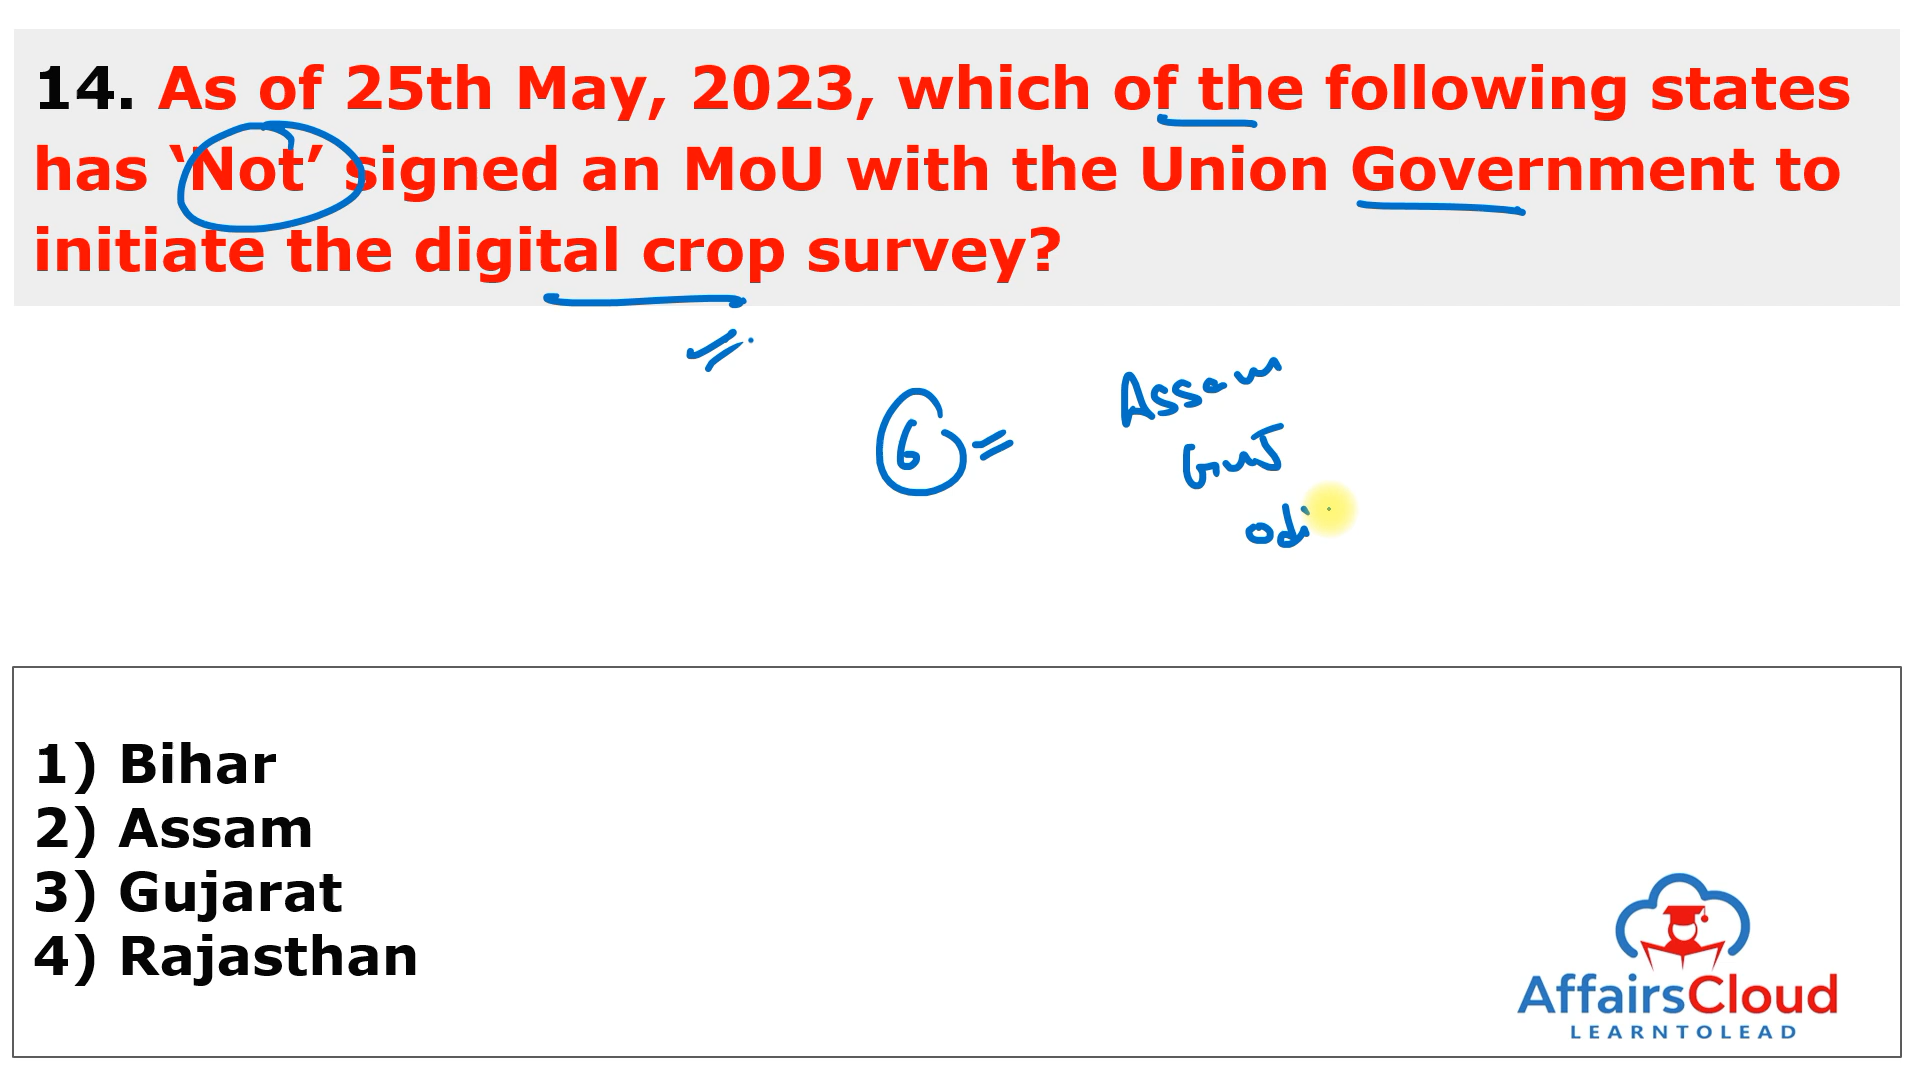 14. As of 25th May, 2023, which of the following states
has ‘Not’ signed an MoU with the Union Government to
initiate the digital crop survey?
6 =
Assam
Guj
odi
1) Bihar
2) Assam
3) Gujarat
4) Rajasthan
AffairsCloud
LEARNTOLEAD